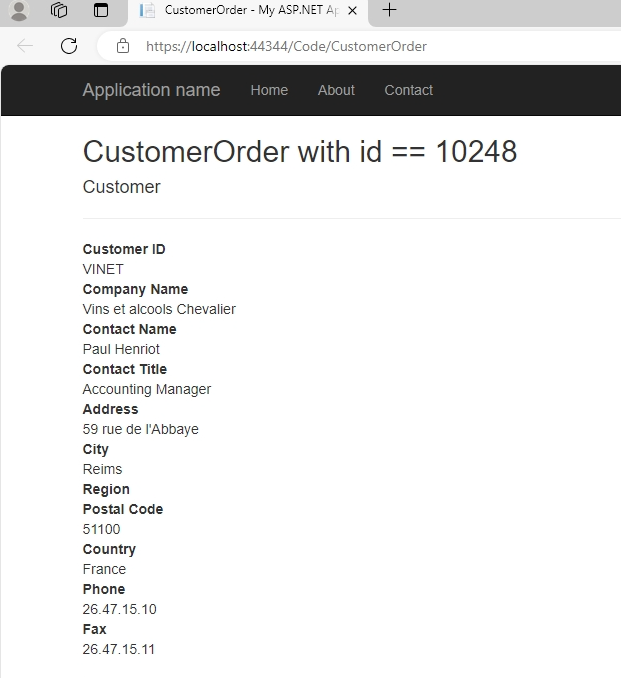 CustomerOrder - My ASP.NET Ap
https://localhost:44344/Code/CustomerOrder
Application name Home About Contact
CustomerOrder with id == 10248
Customer
Customer ID
VINET
Company Name
Vins et alcools Chevalier
Contact Name
Paul Henriot
Contact Title
Accounting Manager
Address
59 rue de l'Abbaye
City
Reims
Region
Postal Code
51100
Country
France
Phone
26.47.15.10
Fax
26.47.15.11